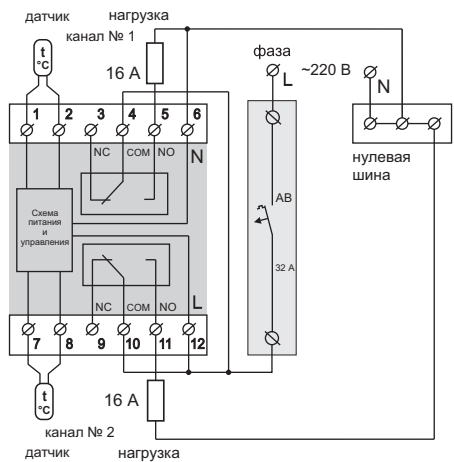 датчик
нагрузка
канал № 1
t
°C
16 А
фаза
L
~220 В
N
1 2 3 4 5 6
NC COM NO N
нулевая
шина
Схема
питания
и
управления
АВ
32 А
L
NC COM NO
7 8 9 10 11 12
t
°C
16 А
канал № 2
датчик
нагрузка